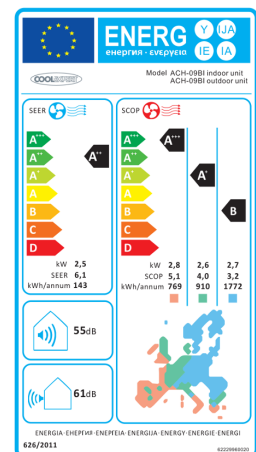 ENERG
енергия · ενεργεια
Y IJA
IE IA
COOLEXPERT
Model ACH-09BI indoor unit
ACH-09BI outdoor unit
SEER
SCOP
A+++
A++
A+
A
B
C
D
A++
A+++
A++
A+
A
B
C
D
A+++
A+
B
kW 2,5
SEER 6,1
kWh/annum 143
kW 2,8 2,6 2,7
SCOP 5,1 4,0 3,2
kWh/annum 769 910 1772
55dB
61dB
ENERGIA·ЕНЕРГИЯ·ΕΝΕΡΓΕΙΑ·ENERGIJA·ENERGY·ENERGIE·ENERGI
626/2011